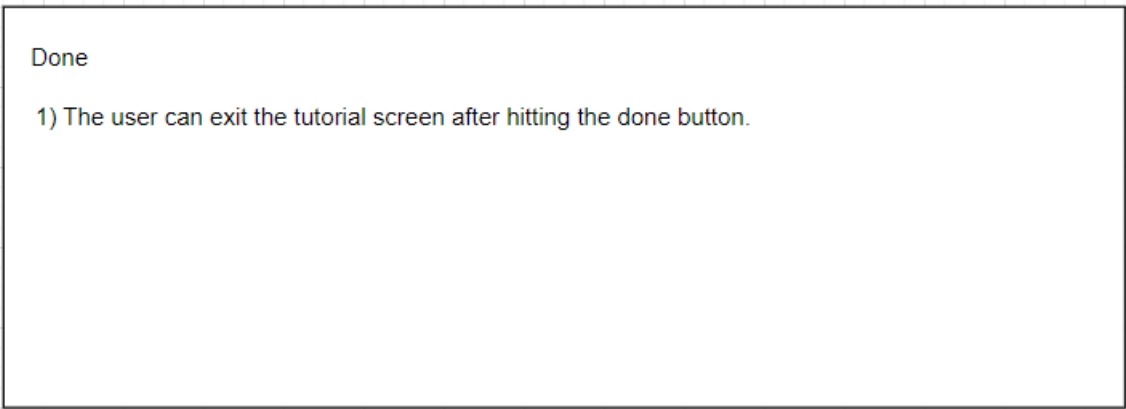 Done
1) The user can exit the tutorial screen after hitting the done button.